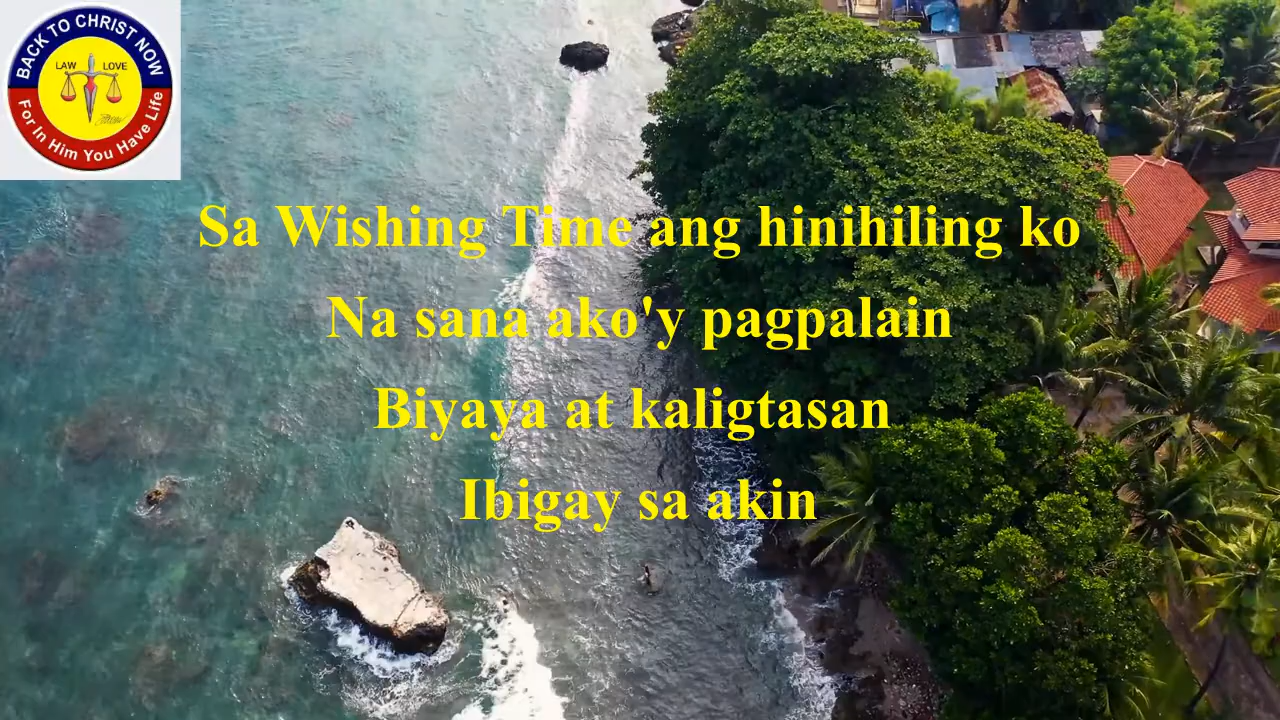 BACK TO CHRIST NOW
LAW LOVE
For In Him You Have Life
Sa Wishing Time ang hinihiling ko
Na sana ako'y pagpalain
Biyaya at kaligtasan
Ibigay sa akin